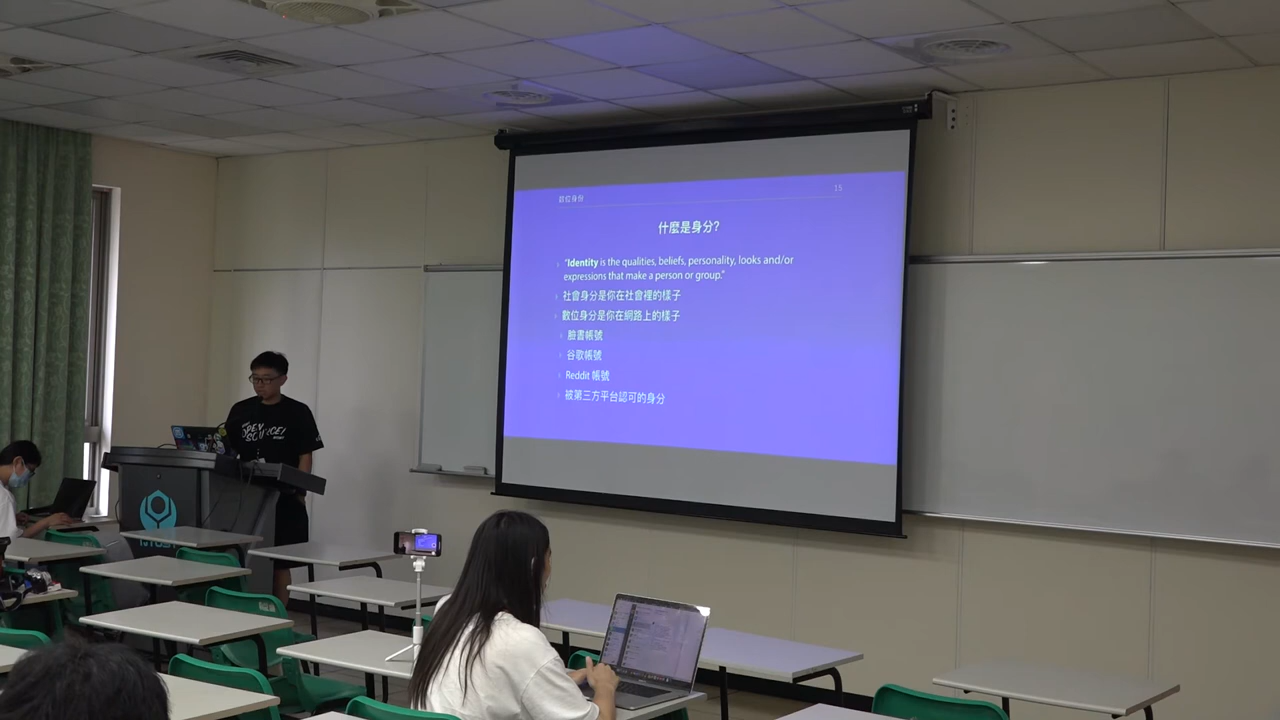 數位身份
15
什麼是身分?
"Identity is the qualities, beliefs, personality, looks and/or
expressions that make a person or group."
社會身分是你在社會裡的樣子
數位身分是你在網路上的樣子
臉書帳號
谷歌帳號
Reddit 帳號
被第三方平台認可的身分
OPEN